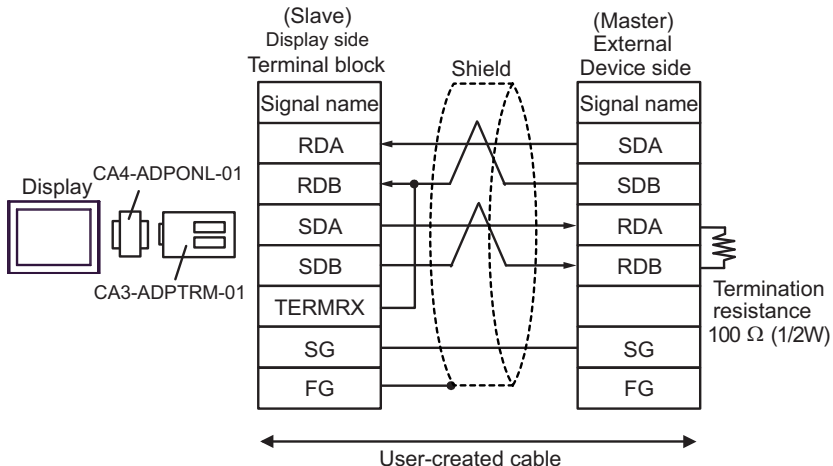 (Slave)
Display side
Terminal block
(Master)
External
Device side
Shield
Signal name
Signal name
RDA
SDA
RDB
SDB
SDA
RDA
SDB
RDB
TERMRX
SG
SG
FG
FG
Display
CA4-ADPONL-01
CA3-ADPTRM-01
Termination
resistance
100 Ω (1/2W)
User-created cable